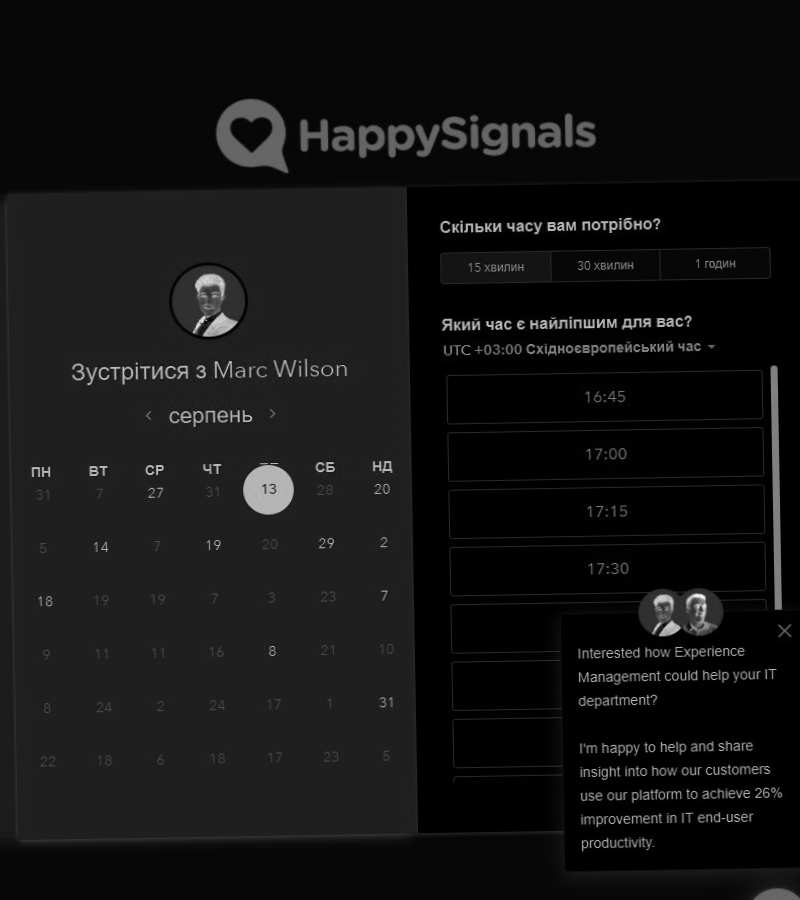 HappySignals
Зустрітися з Marc Wilson
серпень
ПН ВТ СР ЧТ СБ НД
31 7 27 31 13 28 20
5 14 7 19 20 29 2
18 19 19 7 3 23 7
9 11 11 16 8 21 10
8 24 2 24 17 1 31
22 18 6 18 17 23 5
Скільки часу вам потрібно?
15 хвилин 30 хвилин 1 годин
Який час є найліпшим для вас?
UTC +03:00 Східноєвропейський час
16:45
17:00
17:15
17:30
Interested how Experience
Management could help your IT
department?
I'm happy to help and share
insight into how our customers
use our platform to achieve 26%
improvement in IT end-user
productivity.